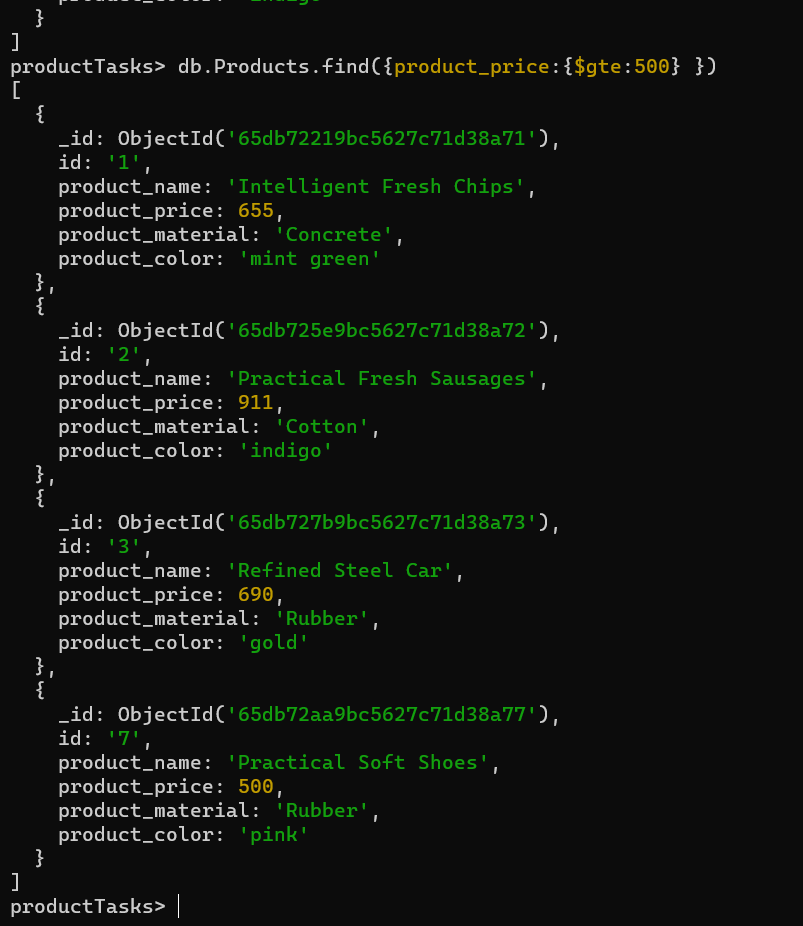 }
]
productTasks> db.Products.find({product_price:{$gte:500} })
[
  {
    _id: ObjectId('65db72219bc5627c71d38a71'),
    id: '1',
    product_name: 'Intelligent Fresh Chips',
    product_price: 655,
    product_material: 'Concrete',
    product_color: 'mint green'
  },
  {
    _id: ObjectId('65db725e9bc5627c71d38a72'),
    id: '2',
    product_name: 'Practical Fresh Sausages',
    product_price: 911,
    product_material: 'Cotton',
    product_color: 'indigo'
  },
  {
    _id: ObjectId('65db727b9bc5627c71d38a73'),
    id: '3',
    product_name: 'Refined Steel Car',
    product_price: 690,
    product_material: 'Rubber',
    product_color: 'gold'
  },
  {
    _id: ObjectId('65db72aa9bc5627c71d38a77'),
    id: '7',
    product_name: 'Practical Soft Shoes',
    product_price: 500,
    product_material: 'Rubber',
    product_color: 'pink'
  }
]
productTasks>